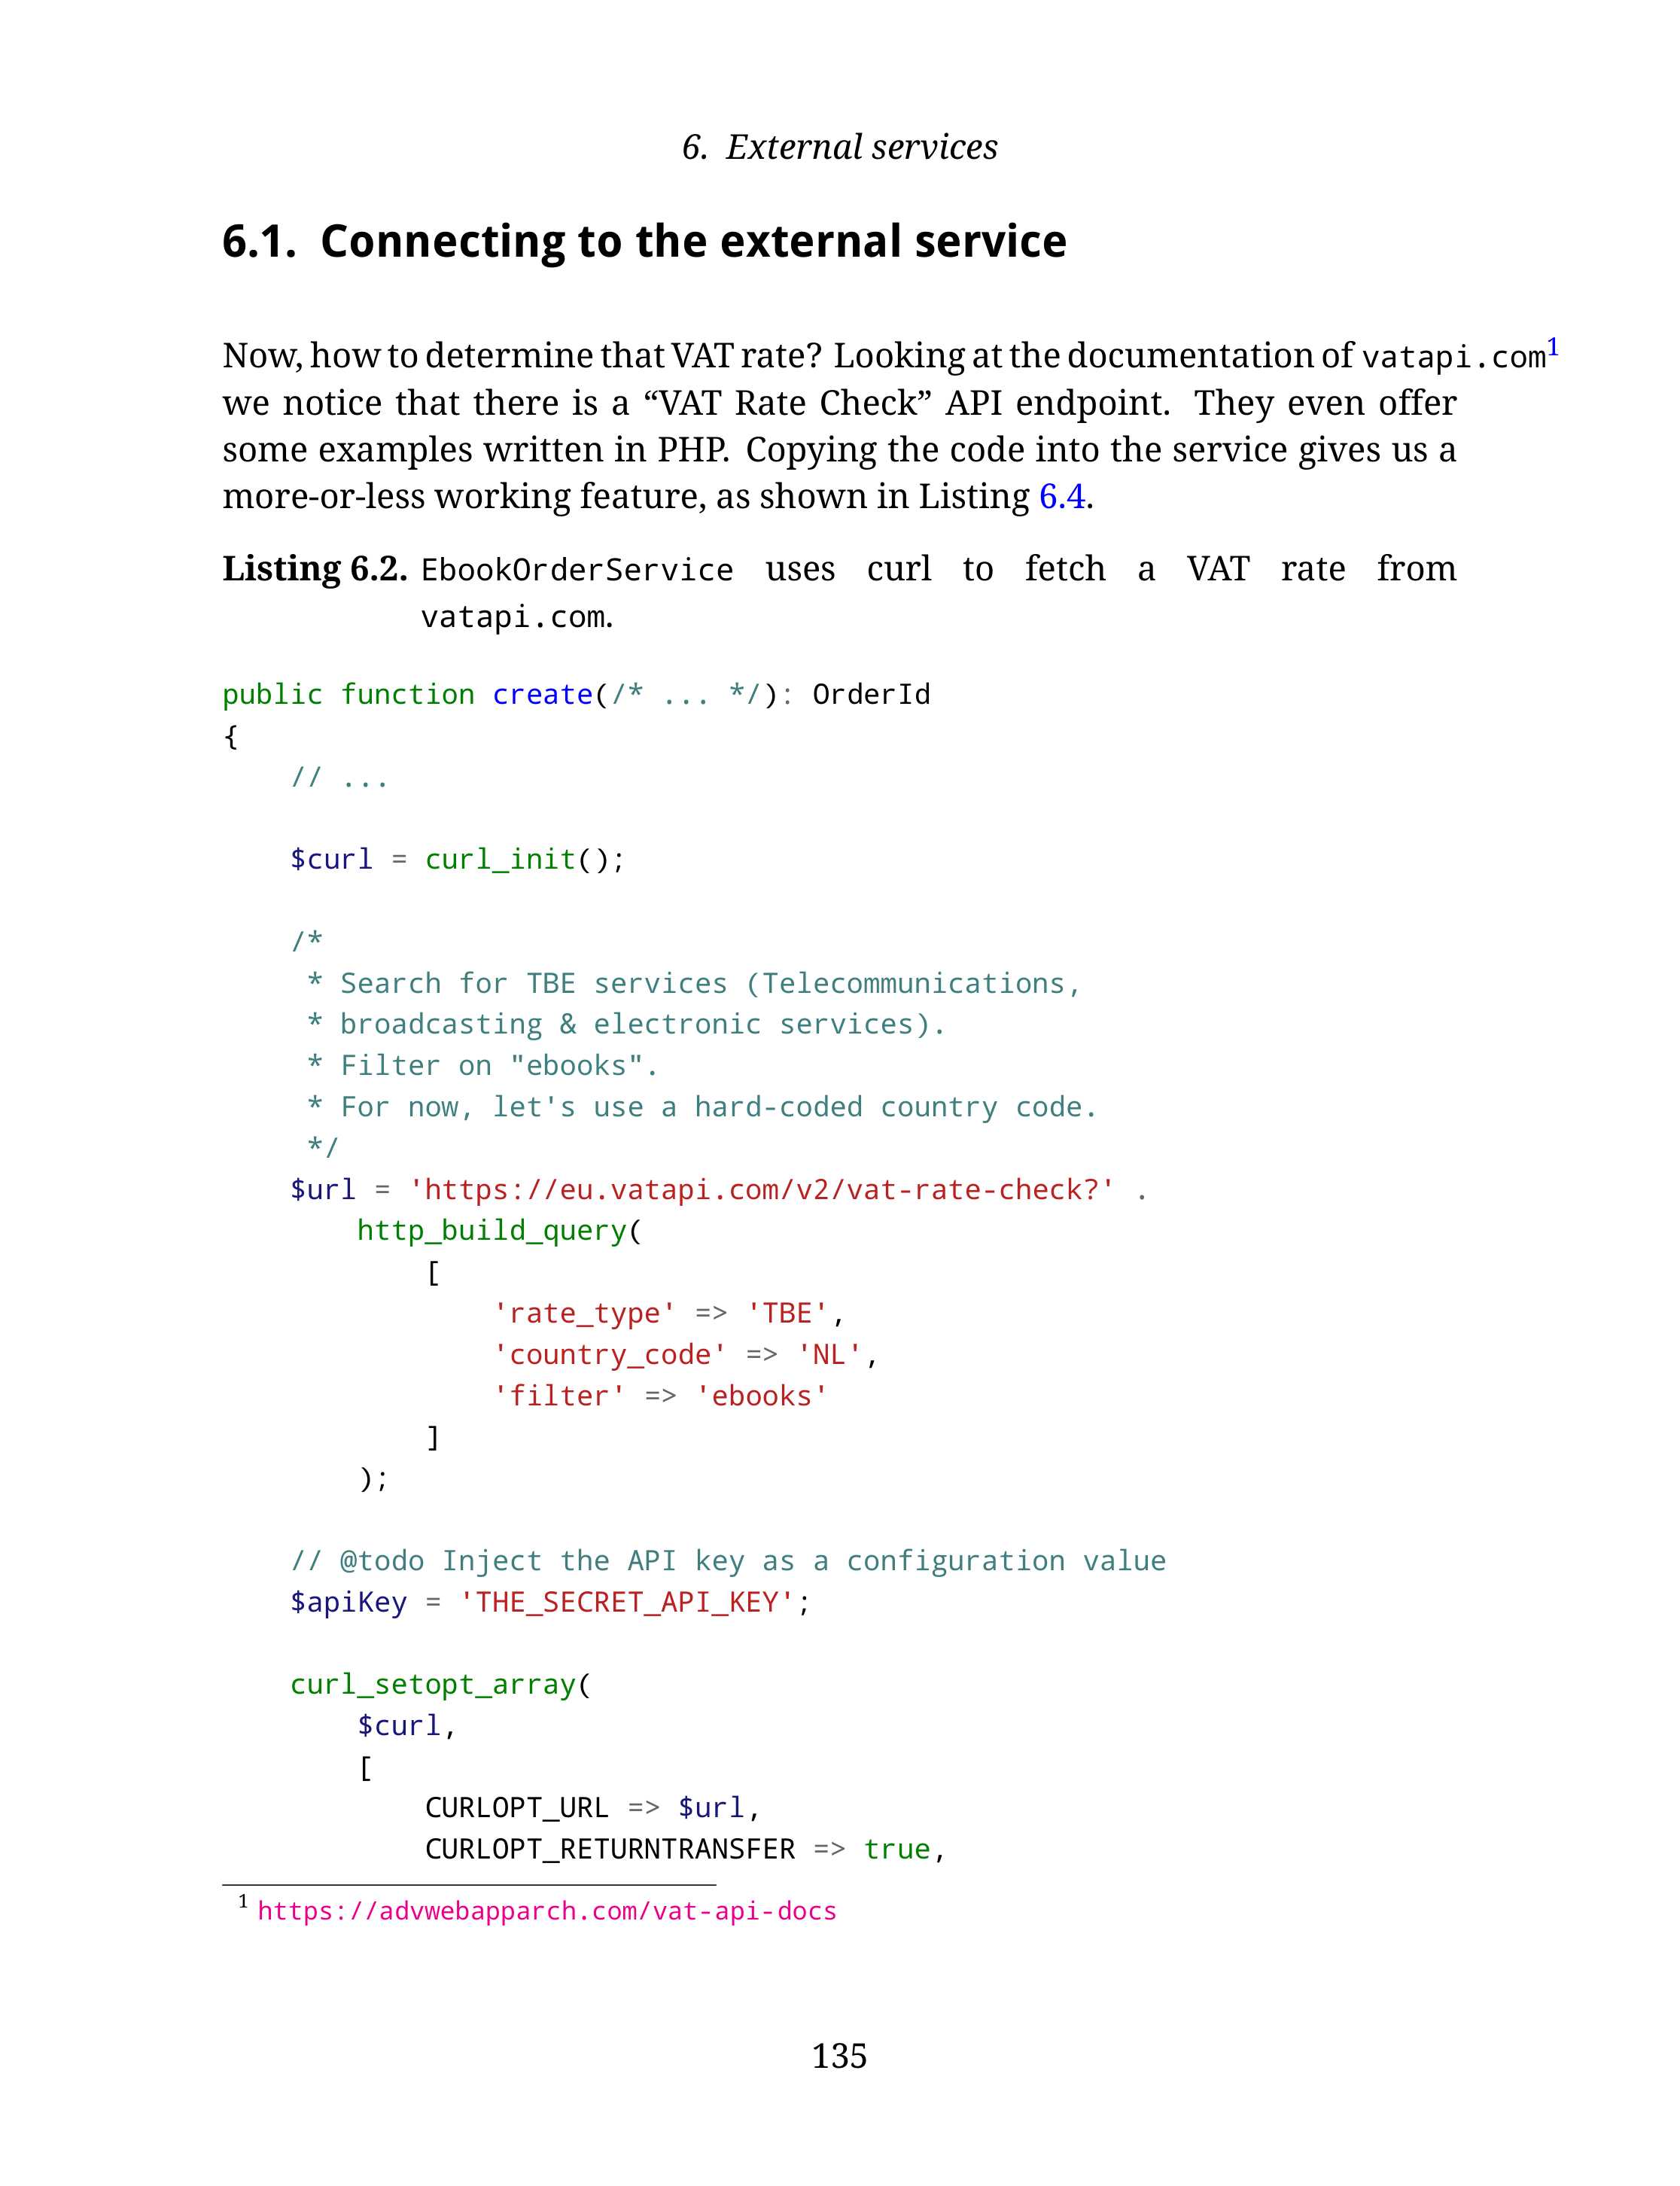 6. External services
6.1. Connecting to the external service
Now, how to determine that VAT rate? Looking at the documentation of vatapi.com1
we notice that there is a “VAT Rate Check” API endpoint. They even offer
some examples written in PHP. Copying the code into the service gives us a
more-or-less working feature, as shown in Listing 6.4.
Listing 6.2. EbookOrderService uses curl to fetch a VAT rate from
vatapi.com.
public function create(/* ... */): OrderId
{
    // ...
    $curl = curl_init();
    /*
     * Search for TBE services (Telecommunications,
     * broadcasting & electronic services).
     * Filter on "ebooks".
     * For now, let's use a hard-coded country code.
     */
    $url = 'https://eu.vatapi.com/v2/vat-rate-check?' .
        http_build_query(
            [
                'rate_type' => 'TBE',
                'country_code' => 'NL',
                'filter' => 'ebooks'
            ]
        );
    // @todo Inject the API key as a configuration value
    $apiKey = 'THE_SECRET_API_KEY';
    curl_setopt_array(
        $curl,
        [
            CURLOPT_URL => $url,
            CURLOPT_RETURNTRANSFER => true,
1 https://advwebapparch.com/vat-api-docs
135